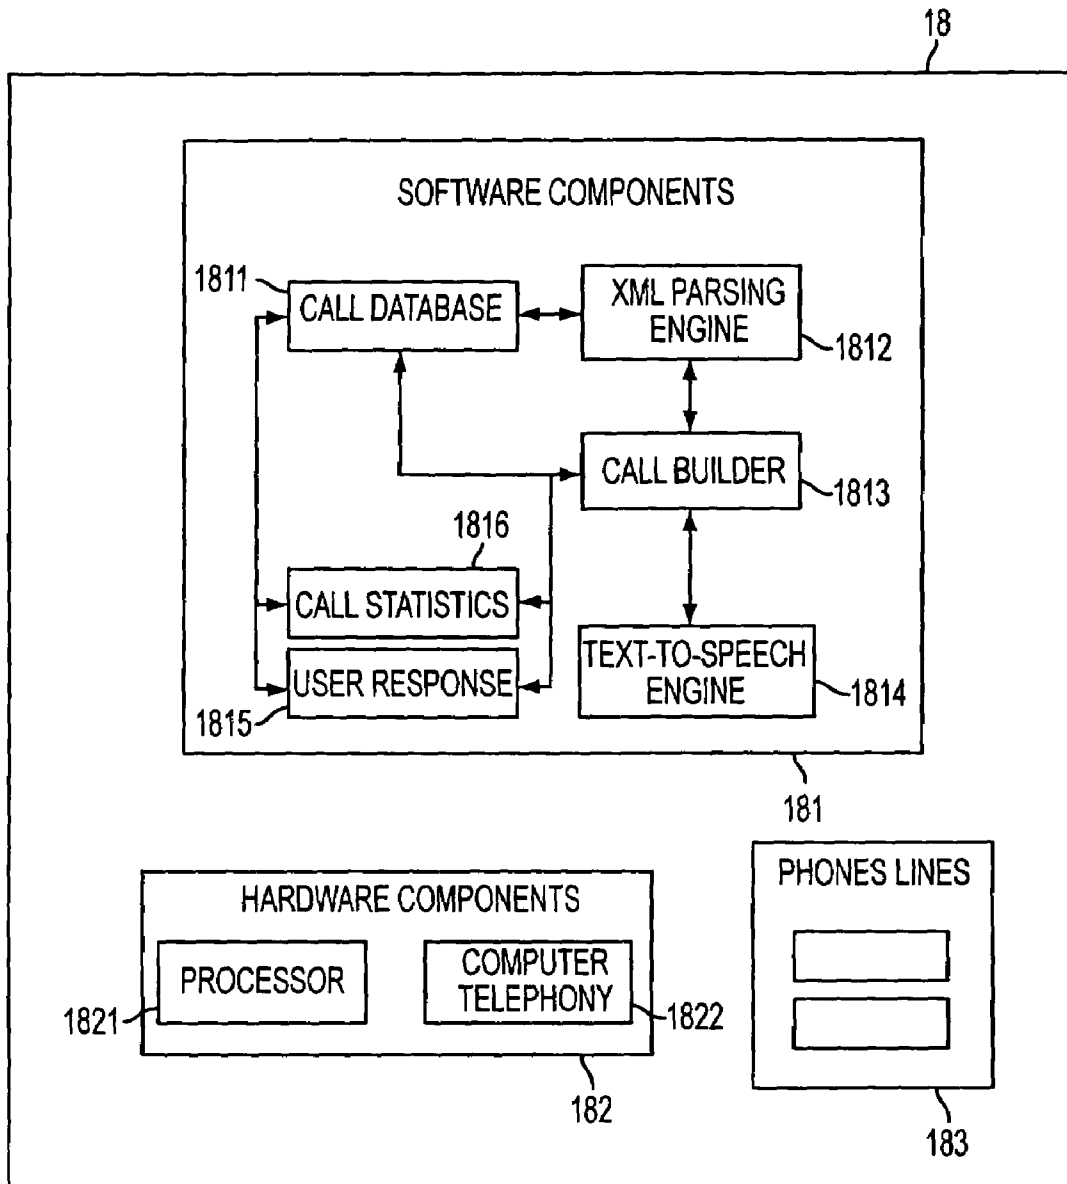 18
SOFTWARE COMPONENTS
1811
CALL DATABASE
XML PARSING
ENGINE
1812
CALL BUILDER
1813
1816
CALL STATISTICS
USER RESPONSE
1815
TEXT-TO-SPEECH
ENGINE
1814
181
HARDWARE COMPONENTS
PROCESSOR
1821
COMPUTER
TELEPHONY
1822
182
PHONES LINES
183